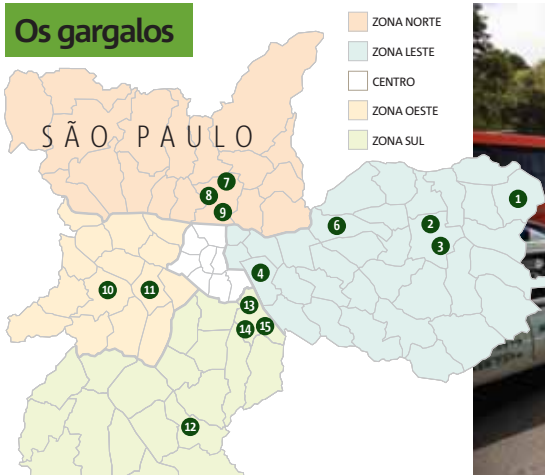 Os gargalos
ZONA NORTE
ZONA LESTE
CENTRO
ZONA OESTE
ZONA SUL
SÃO PAULO
7
8
9
1
2
6
3
4
10
11
13
14
15
12